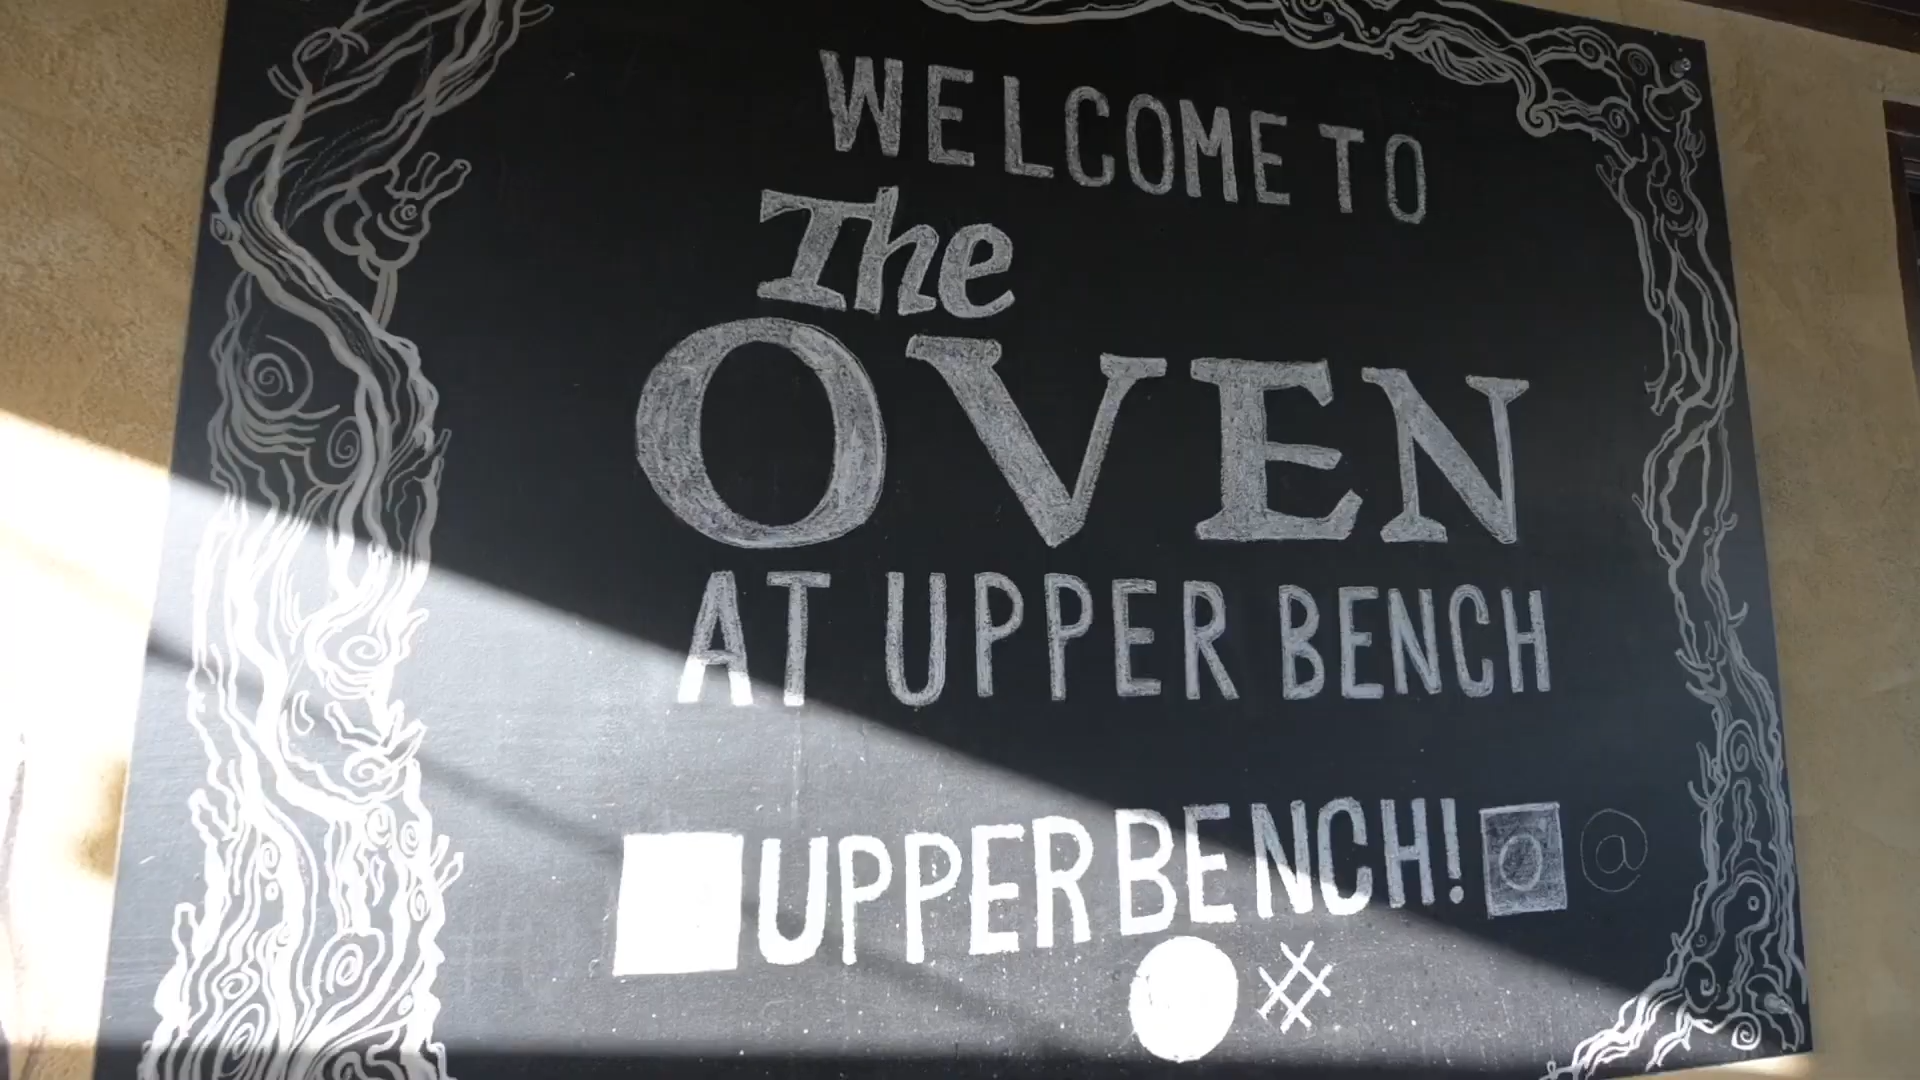 WELCOME TO
The
OVEN
AT UPPER BENCH
UPPERBENCH! @
#